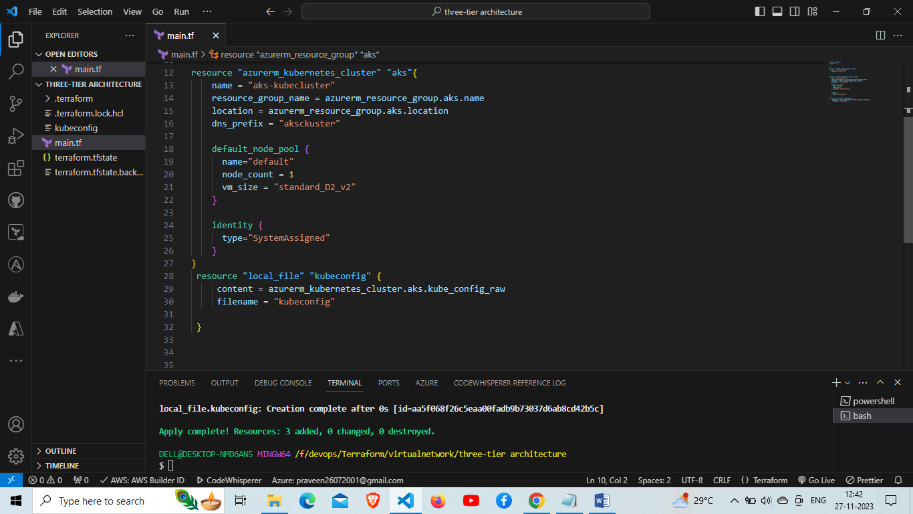 File Edit Selection View Run Go ··· three-tier architecture
EXPLORER
OPEN EDITORS
main.tf
THREE-TIER ARCHITECTURE
.terraform
.terraform.lock.hcl
kubeconfig
main.tf
terraform.tfstate
terraform.tfstate.back...
OUTLINE
TIMELINE
main.tf
main.tf > resource "azurerm_resource_group" "aks"
12 resource "azurerm_kubernetes_cluster" "aks"{
13 name = "aks-kubecluster"
14 resource_group_name = azurerm_resource_group.aks.name
15 location = azurerm_resource_group.aks.location
16 dns_prefix = "aksckuster"
17
18 default_node_pool {
19 name="default"
20 node_count = 1
21 vm_size = "standard_D2_v2"
22 }
23
24 identity {
25 type="SystemAssigned"
26 }
27 }
28 resource "local_file" "kubeconfig" {
29 content = azurerm_kubernetes_cluster.aks.kube_config_raw
30 filename = "kubeconfig"
31
32 }
33
34
35
PROBLEMS OUTPUT DEBUG CONSOLE TERMINAL PORTS AZURE CODEWHISPERER REFERENCE LOG
powershell
bash
local_file.kubeconfig: Creation complete after 0s [id=aa5f068f26c5eaa00fadb9b73037d6ab8cd42b5c]
Apply complete! Resources: 3 added, 0 changed, 0 destroyed.
DELL@DESKTOP-NMD6AN5 MINGW64 /f/devops/Terraform/virtualnetwork/three-tier architecture
$
0 0 0 AWS: AWS Builder ID CodeWhisperer Azure: praveen26072001@gmail.com Ln 10, Col 2 Spaces: 2 UTF-8 CRLF {} Terraform Go Live Prettier
Type here to search 29°C ENG 12:42
27-11-2023